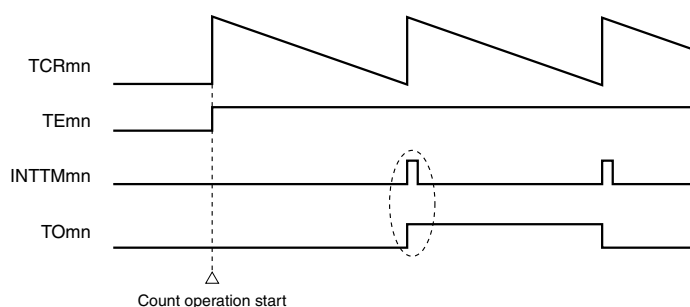 TCRmn
TEmn
INTTMmn
TOmn
Count operation start